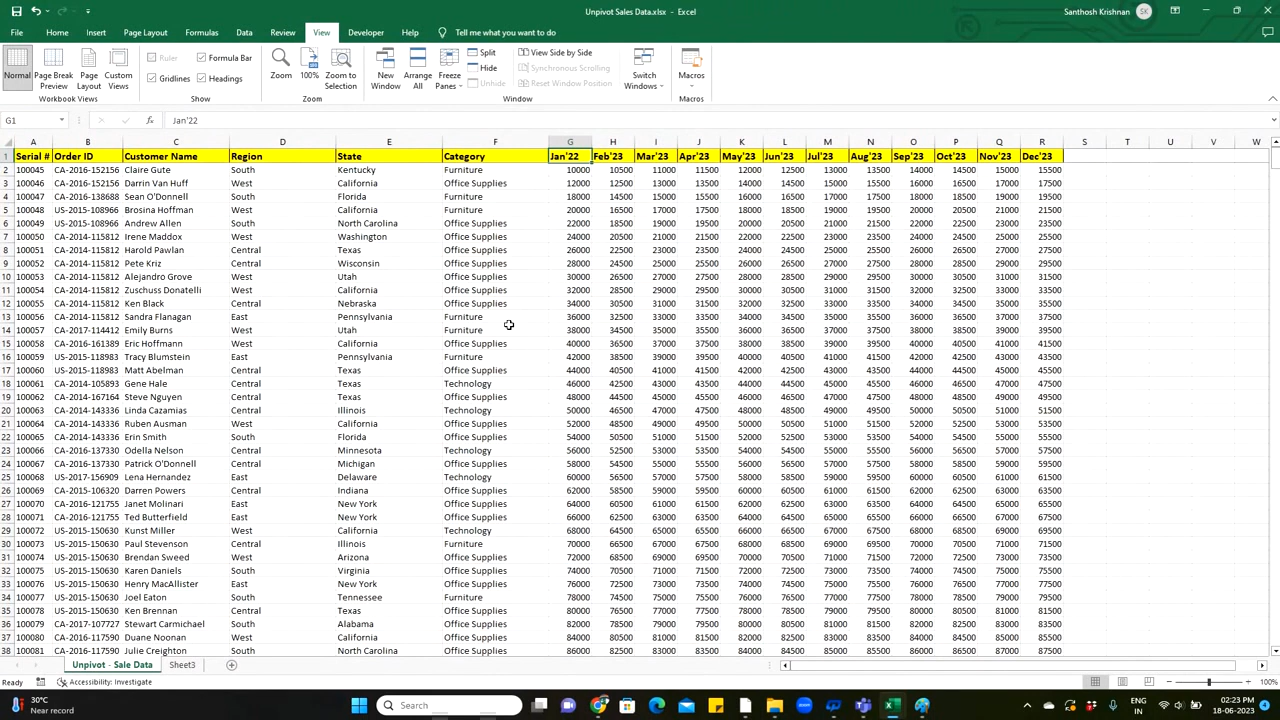 Unpivot Sale Data.xlsx - Excel
Santhosh Krishnan SK
File Home Insert Page Layout Formulas Data Review View Developer Help Tell me what you want to do
Normal Page Break Preview Page Layout Custom Views Ruler Formula Bar Gridlines Headings Zoom 100% Zoom to Selection New Window Arrange All Freeze Panes Split Hide Unhide View Side by Side Synchronous Scrolling Reset Window Position Switch Windows Macros
Workbook Views Show Zoom Window Macros
G1 fx Jan'22
A B C D E F G H I J K L M N O P Q R S T U V W
1 Serial # Order ID Customer Name Region State Category Jan'22 Feb'23 Mar'23 Apr'23 May'23 Jun'23 Jul'23 Aug'23 Sep'23 Oct'23 Nov'23 Dec'23
2 100045 CA-2016-152156 Claire Gute South Kentucky Furniture 10000 10500 11000 11500 12000 12500 13000 13500 14000 14500 15000 15500
3 100046 CA-2016-152156 Darrin Van Huff West California Office Supplies 12000 12500 13000 13500 14000 14500 15000 15500 16000 16500 17000 17500
4 100047 CA-2016-138688 Sean O'Donnell South Florida Furniture 18000 14500 15000 15500 16000 16500 17000 17500 18000 18500 19000 19500
5 100048 US-2015-108966 Brosina Hoffman West California Furniture 20000 16500 17000 17500 18000 18500 19000 19500 20000 20500 21000 21500
6 100049 US-2015-108966 Andrew Allen South North Carolina Office Supplies 22000 18500 19000 19500 20000 20500 21000 21500 22000 22500 23000 23500
7 100050 CA-2014-115812 Irene Maddox West Washington Office Supplies 24000 20500 21000 21500 22000 22500 23000 23500 24000 24500 25000 25500
8 100051 CA-2014-115812 Harold Pawlan Central Texas Office Supplies 26000 22500 23000 23500 24000 24500 25000 25500 26000 26500 27000 27500
9 100052 CA-2014-115812 Pete Kriz Central Wisconsin Office Supplies 28000 24500 25000 25500 26000 26500 27000 27500 28000 28500 29000 29500
10 100053 CA-2014-115812 Alejandro Grove West Utah Office Supplies 30000 26500 27000 27500 28000 28500 29000 29500 30000 30500 31000 31500
11 100054 CA-2014-115812 Zuschuss Donatelli West California Office Supplies 32000 28500 29000 29500 30000 30500 31000 31500 32000 32500 33000 33500
12 100055 CA-2014-115812 Ken Black Central Nebraska Office Supplies 34000 30500 31000 31500 32000 32500 33000 33500 34000 34500 35000 35500
13 100056 CA-2014-115812 Sandra Flanagan East Pennsylvania Furniture 36000 32500 33000 33500 34000 34500 35000 35500 36000 36500 37000 37500
14 100057 CA-2017-114412 Emily Burns West Utah Furniture 38000 34500 35000 35500 36000 36500 37000 37500 38000 38500 39000 39500
15 100058 CA-2016-161389 Eric Hoffmann West California Office Supplies 40000 36500 37000 37500 38000 38500 39000 39500 40000 40500 41000 41500
16 100059 US-2015-118983 Tracy Blumstein East Pennsylvania Furniture 42000 38500 39000 39500 40000 40500 41000 41500 42000 42500 43000 43500
17 100060 US-2015-118983 Matt Abelman Central Texas Office Supplies 44000 40500 41000 41500 42000 42500 43000 43500 44000 44500 45000 45500
18 100061 CA-2014-105893 Gene Hale Central Texas Technology 46000 42500 43000 43500 44000 44500 45000 45500 46000 46500 47000 47500
19 100062 CA-2014-167164 Steve Nguyen Central Texas Office Supplies 48000 44500 45000 45500 46000 46500 47000 47500 48000 48500 49000 49500
20 100063 CA-2014-143336 Linda Cazamias Central Illinois Technology 50000 46500 47000 47500 48000 48500 49000 49500 50000 50500 51000 51500
21 100064 CA-2014-143336 Ruben Ausman West California Office Supplies 52000 48500 49000 49500 50000 50500 51000 51500 52000 52500 53000 53500
22 100065 CA-2014-143336 Erin Smith South Florida Office Supplies 54000 50500 51000 51500 52000 52500 53000 53500 54000 54500 55000 55500
23 100066 CA-2016-137330 Odella Nelson Central Minnesota Technology 56000 52500 53000 53500 54000 54500 55000 55500 56000 56500 57000 57500
24 100067 CA-2016-137330 Patrick O'Donnell Central Michigan Office Supplies 58000 54500 55000 55500 56000 56500 57000 57500 58000 58500 59000 59500
25 100068 US-2017-156909 Lena Hernandez East Delaware Technology 60000 56500 57000 57500 58000 58500 59000 59500 60000 60500 61000 61500
26 100069 CA-2015-106320 Darren Powers Central Indiana Office Supplies 62000 58500 59000 59500 60000 60500 61000 61500 62000 62500 63000 63500
27 100070 CA-2016-121755 Janet Molinari East New York Office Supplies 64000 60500 61000 61500 62000 62500 63000 63500 64000 64500 65000 65500
28 100071 CA-2016-121755 Ted Butterfield East New York Office Supplies 66000 62500 63000 63500 64000 64500 65000 65500 66000 66500 67000 67500
29 100072 US-2015-150630 Kunst Miller West California Technology 68000 64500 65000 65500 66000 66500 67000 67500 68000 68500 69000 69500
30 100073 US-2015-150630 Paul Stevenson Central Illinois Furniture 70000 66500 67000 67500 68000 68500 69000 69500 70000 70500 71000 71500
31 100074 US-2015-150630 Brendan Sweed West Arizona Office Supplies 72000 68500 69000 69500 70000 70500 71000 71500 72000 72500 73000 73500
32 100075 US-2015-150630 Karen Daniels South Virginia Office Supplies 74000 70500 71000 71500 72000 72500 73000 73500 74000 74500 75000 75500
33 100076 US-2015-150630 Henry MacAllister East New York Office Supplies 76000 72500 73000 73500 74000 74500 75000 75500 76000 76500 77000 77500
34 100077 US-2015-150630 Joel Eaton South Tennessee Furniture 78000 74500 75000 75500 76000 76500 77000 77500 78000 78500 79000 79500
35 100078 US-2015-150630 Ken Brennan Central Texas Office Supplies 80000 76500 77000 77500 78000 78500 79000 79500 80000 80500 81000 81500
36 100079 CA-2017-107727 Stewart Carmichael South Alabama Office Supplies 82000 78500 79000 79500 80000 80500 81000 81500 82000 82500 83000 83500
37 100080 CA-2016-117590 Duane Noonan West California Office Supplies 84000 80500 81000 81500 82000 82500 83000 83500 84000 84500 85000 85500
38 100081 CA-2016-117590 Julie Creighton South North Carolina Office Supplies 86000 82500 83000 83500 84000 84500 85000 85500 86000 86500 87000 87500
Unpivot - Sale Data Sheet3
Ready Accessibility: Investigate 100%
30°C
Near record
Search
ENG
IN
02:23 PM
18-06-2023